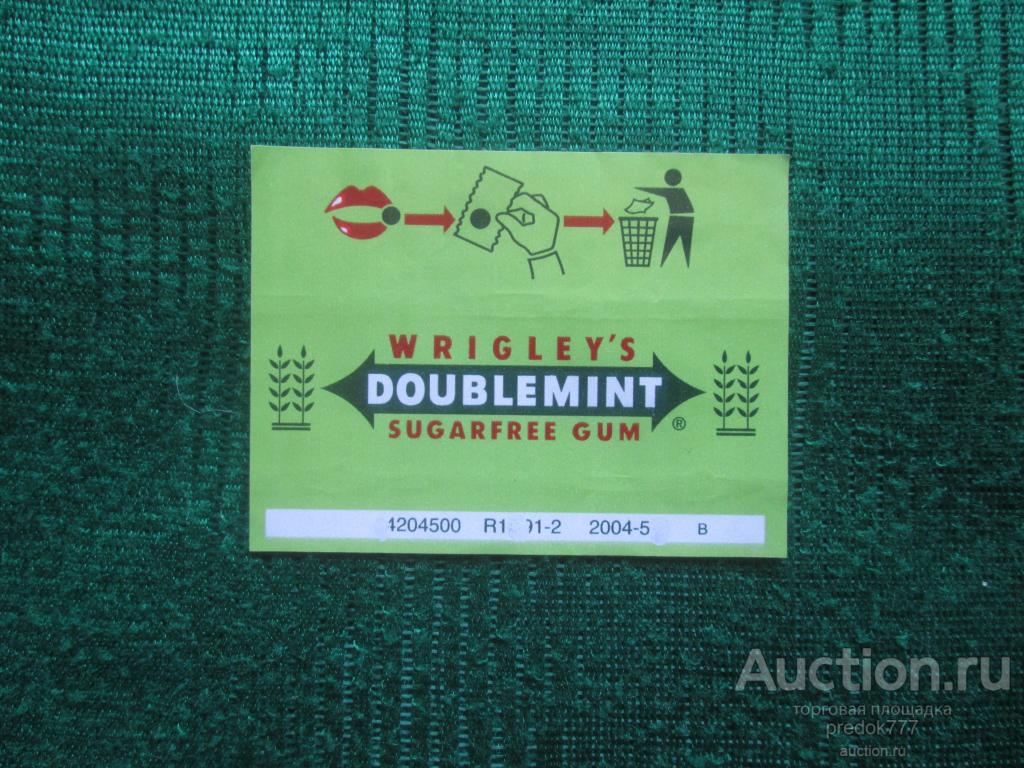 WRIGLEY'S
DOUBLEMINT
SUGARFREE GUM ®
4204500 2004-5 B
Auction.ru
торговая площадка
predok777
auction.ru